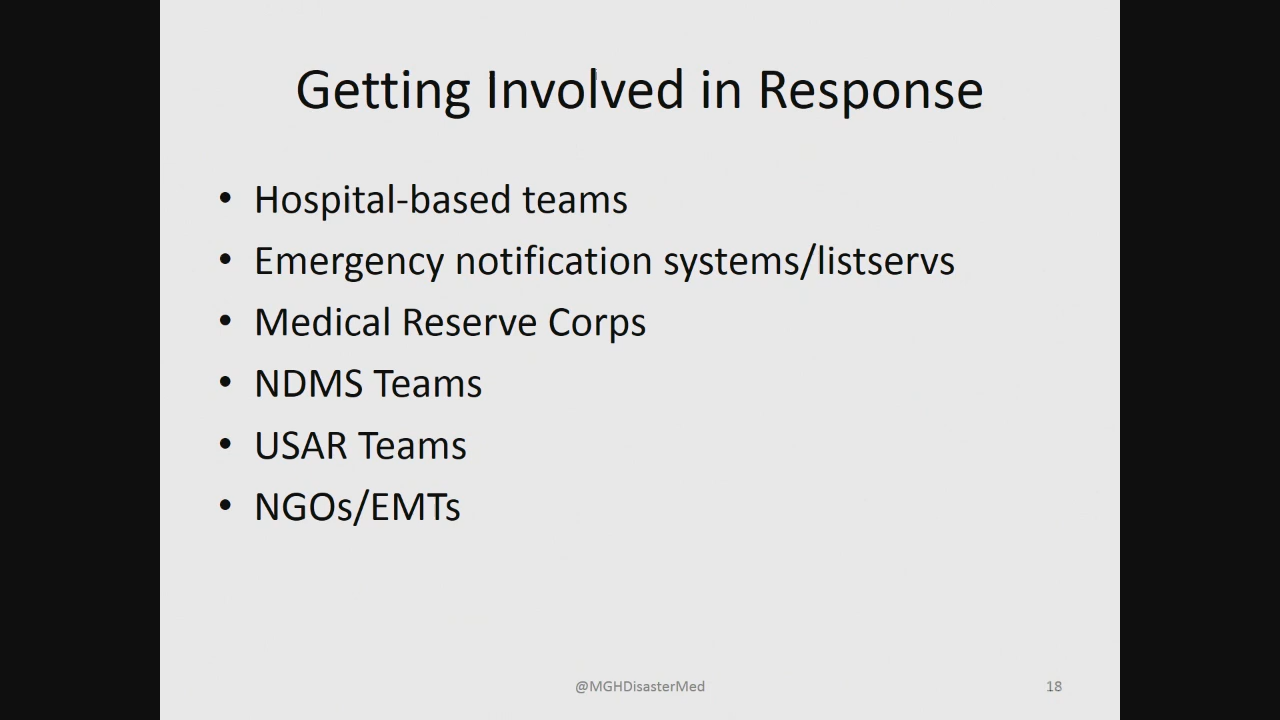 Getting Involved in Response
• Hospital-based teams
• Emergency notification systems/listservs
• Medical Reserve Corps
• NDMS Teams
• USAR Teams
• NGOs/EMTs
@MGHDisasterMed
18